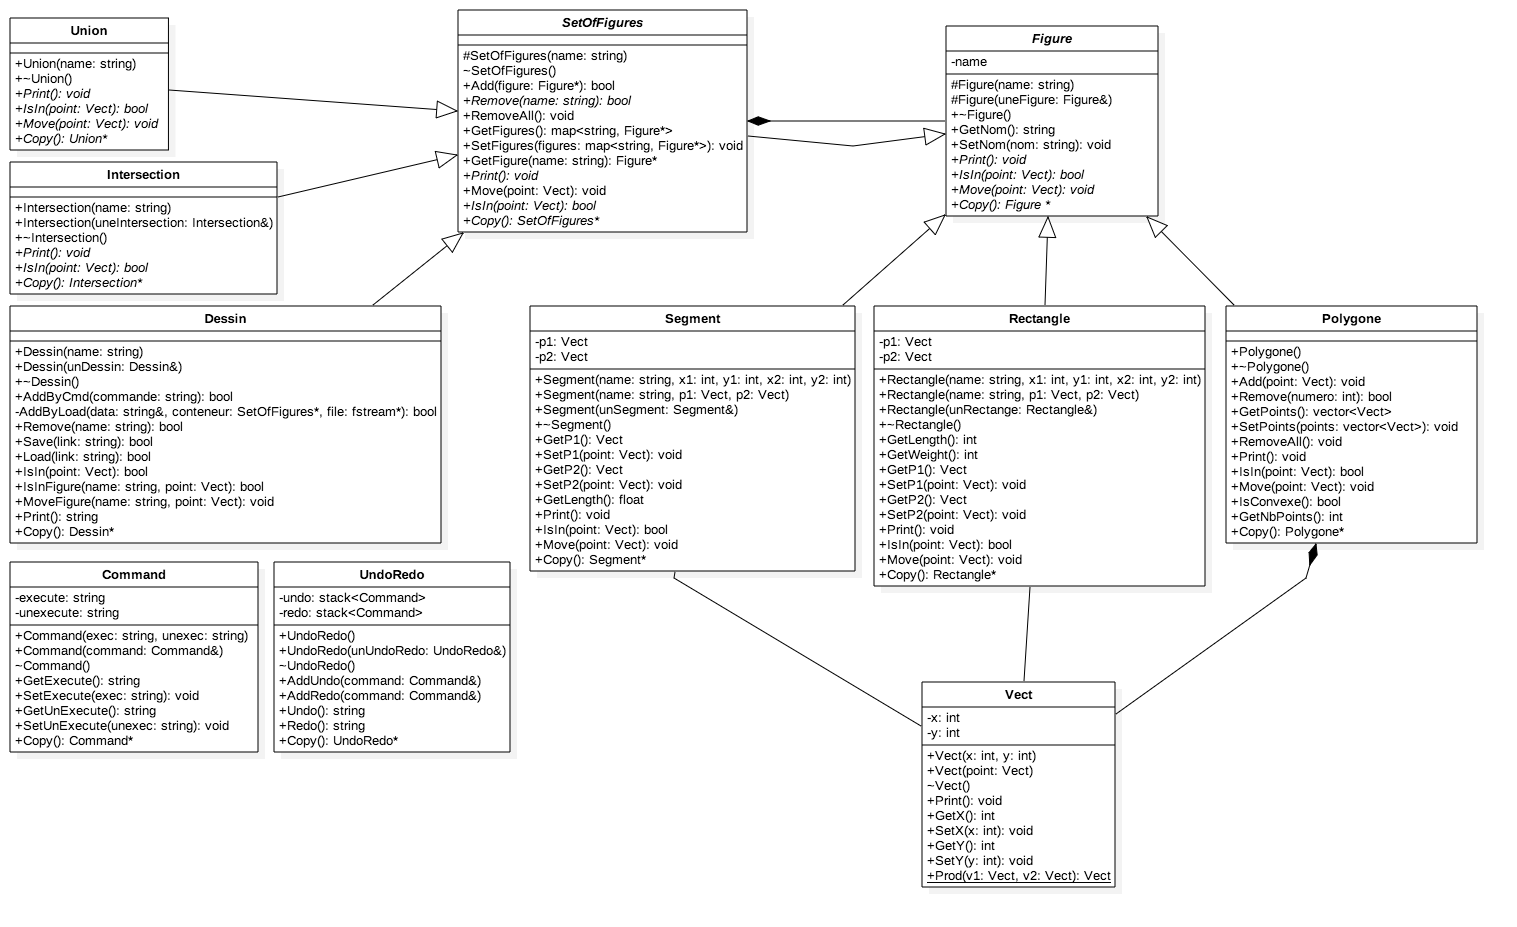 Union
+Union(name: string)
+~Union()
+Print(): void
+IsIn(point: Vect): bool
+Move(point: Vect): void
+Copy(): Union*
Intersection
+Intersection(name: string)
+Intersection(uneIntersection: Intersection&)
+~Intersection()
+Print(): void
+IsIn(point: Vect): bool
+Copy(): Intersection*
SetOfFigures
#SetOfFigures(name: string)
~SetOfFigures()
+Add(figure: Figure*): bool
+Remove(name: string): bool
+RemoveAll(): void
+GetFigures(): map<string, Figure*>
+SetFigures(figures: map<string, Figure*>): void
+GetFigure(name: string): Figure*
+Print(): void
+Move(point: Vect): void
+IsIn(point: Vect): bool
+Copy(): SetOfFigures*
Figure
-name
#Figure(name: string)
#Figure(uneFigure: Figure&)
+~Figure()
+GetNom(): string
+SetNom(nom: string): void
+Print(): void
+IsIn(point: Vect): bool
+Move(point: Vect): void
+Copy(): Figure *
Dessin
+Dessin(name: string)
+Dessin(unDessin: Dessin&)
+~Dessin()
+AddByCmd(commande: string): bool
-AddByLoad(data: string&, conteneur: SetOfFigures*, file: fstream*): bool
+Remove(name: string): bool
+Save(link: string): bool
+Load(link: string): bool
+IsIn(point: Vect): bool
+IsInFigure(name: string, point: Vect): bool
+MoveFigure(name: string, point: Vect): void
+Print(): string
+Copy(): Dessin*
Segment
-p1: Vect
-p2: Vect
+Segment(name: string, x1: int, y1: int, x2: int, y2: int)
+Segment(name: string, p1: Vect, p2: Vect)
+Segment(unSegment: Segment&)
+~Segment()
+GetP1(): Vect
+SetP1(point: Vect): void
+GetP2(): Vect
+SetP2(point: Vect): void
+GetLength(): float
+Print(): void
+IsIn(point: Vect): bool
+Move(point: Vect): void
+Copy(): Segment*
Rectangle
-p1: Vect
-p2: Vect
+Rectangle(name: string, x1: int, y1: int, x2: int, y2: int)
+Rectangle(name: string, p1: Vect, p2: Vect)
+Rectangle(unRectange: Rectangle&)
+~Rectangle()
+GetLength(): int
+GetWeight(): int
+GetP1(): Vect
+SetP1(point: Vect): void
+GetP2(): Vect
+SetP2(point: Vect): void
+Print(): void
+IsIn(point: Vect): bool
+Move(point: Vect): void
+Copy(): Rectangle*
Polygone
+Polygone()
+~Polygone()
+Add(point: Vect): void
+Remove(numero: int): bool
+GetPoints(): vector<Vect>
+SetPoints(points: vector<Vect>): void
+RemoveAll(): void
+Print(): void
+IsIn(point: Vect): bool
+Move(point: Vect): void
+IsConvexe(): bool
+GetNbPoints(): int
+Copy(): Polygone*
Command
-execute: string
-unexecute: string
+Command(exec: string, unexec: string)
+Command(command: Command&)
~Command()
+GetExecute(): string
+SetExecute(exec: string): void
+GetUnExecute(): string
+SetUnExecute(unexec: string): void
+Copy(): Command*
UndoRedo
-undo: stack<Command>
-redo: stack<Command>
+UndoRedo()
+UndoRedo(unUndoRedo: UndoRedo&)
~UndoRedo()
+AddUndo(command: Command&)
+AddRedo(command: Command&)
+Undo(): string
+Redo(): string
+Copy(): UndoRedo*
Vect
-x: int
-y: int
+Vect(x: int, y: int)
+Vect(point: Vect)
~Vect()
+Print(): void
+GetX(): int
+SetX(x: int): void
+GetY(): int
+SetY(y: int): void
+Prod(v1: Vect, v2: Vect): Vect